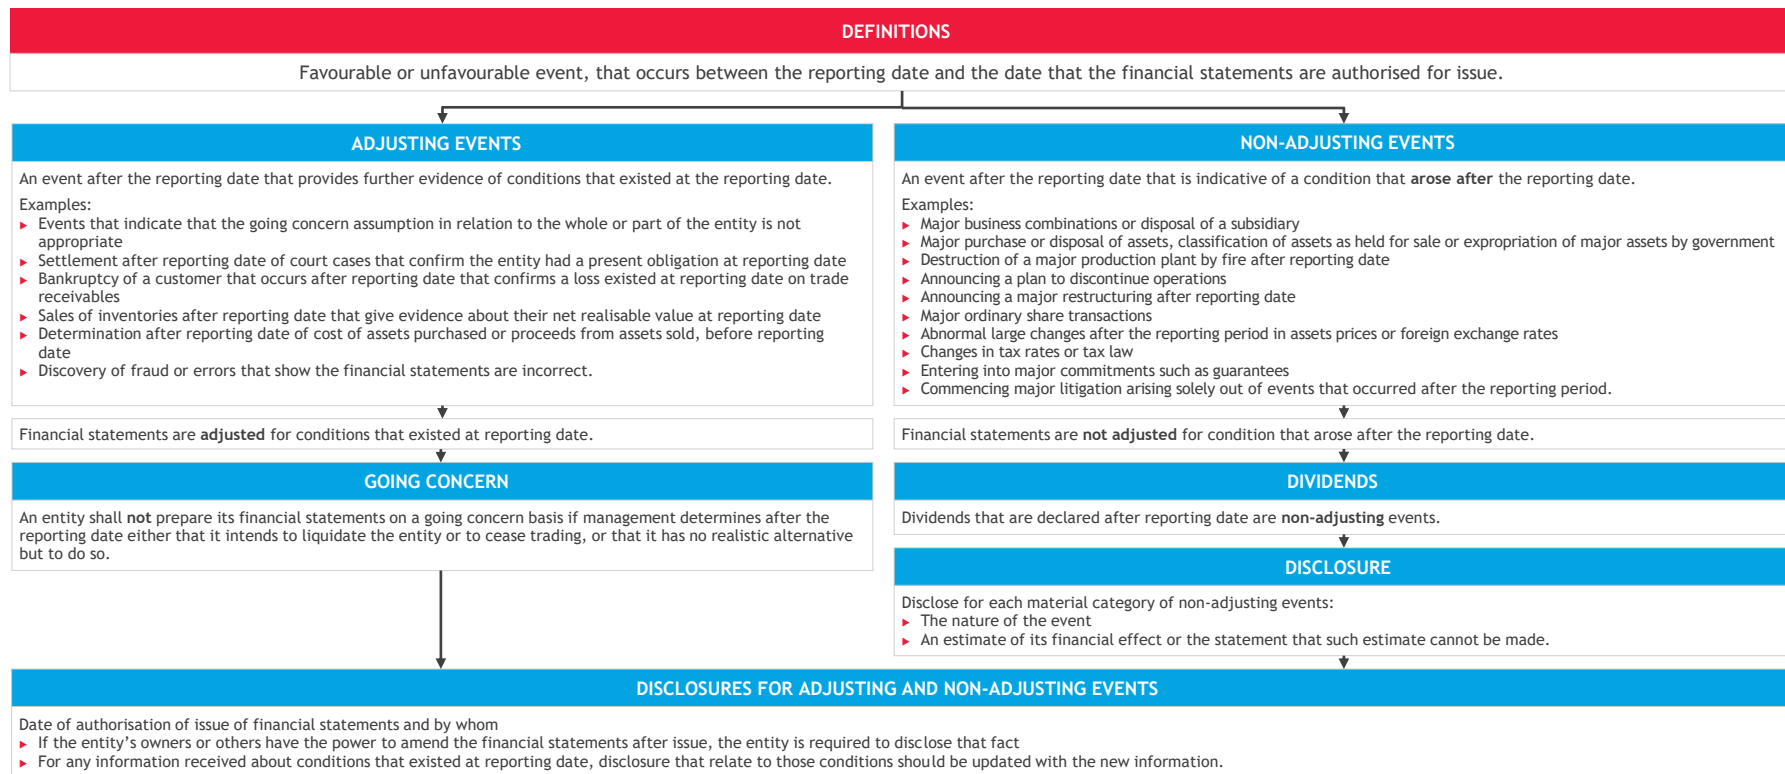 DEFINITIONS
Favourable or unfavourable event, that occurs between the reporting date and the date that the financial statements are authorised for issue.
ADJUSTING EVENTS
An event after the reporting date that provides further evidence of conditions that existed at the reporting date.
Examples:
► Events that indicate that the going concern assumption in relation to the whole or part of the entity is not
appropriate
► Settlement after reporting date of court cases that confirm the entity had a present obligation at reporting date
► Bankruptcy of a customer that occurs after reporting date that confirms a loss existed at reporting date on trade
receivables
► Sales of inventories after reporting date that give evidence about their net realisable value at reporting date
► Determination after reporting date of cost of assets purchased or proceeds from assets sold, before reporting
date
► Discovery of fraud or errors that show the financial statements are incorrect.
Financial statements are adjusted for conditions that existed at reporting date.
GOING CONCERN
An entity shall not prepare its financial statements on a going concern basis if management determines after the
reporting date either that it intends to liquidate the entity or to cease trading, or that it has no realistic alternative
but to do so.
NON-ADJUSTING EVENTS
An event after the reporting date that is indicative of a condition that arose after the reporting date.
Examples:
► Major business combinations or disposal of a subsidiary
► Major purchase or disposal of assets, classification of assets as held for sale or expropriation of major assets by government
► Destruction of a major production plant by fire after reporting date
► Announcing a plan to discontinue operations
► Announcing a major restructuring after reporting date
► Major ordinary share transactions
► Abnormal large changes after the reporting period in assets prices or foreign exchange rates
► Changes in tax rates or tax law
► Entering into major commitments such as guarantees
► Commencing major litigation arising solely out of events that occurred after the reporting period.
Financial statements are not adjusted for condition that arose after the reporting date.
DIVIDENDS
Dividends that are declared after reporting date are non-adjusting events.
DISCLOSURE
Disclose for each material category of non-adjusting events:
► The nature of the event
► An estimate of its financial effect or the statement that such estimate cannot be made.
DISCLOSURES FOR ADJUSTING AND NON-ADJUSTING EVENTS
Date of authorisation of issue of financial statements and by whom
► If the entity’s owners or others have the power to amend the financial statements after issue, the entity is required to disclose that fact
► For any information received about conditions that existed at reporting date, disclosure that relate to those conditions should be updated with the new information.